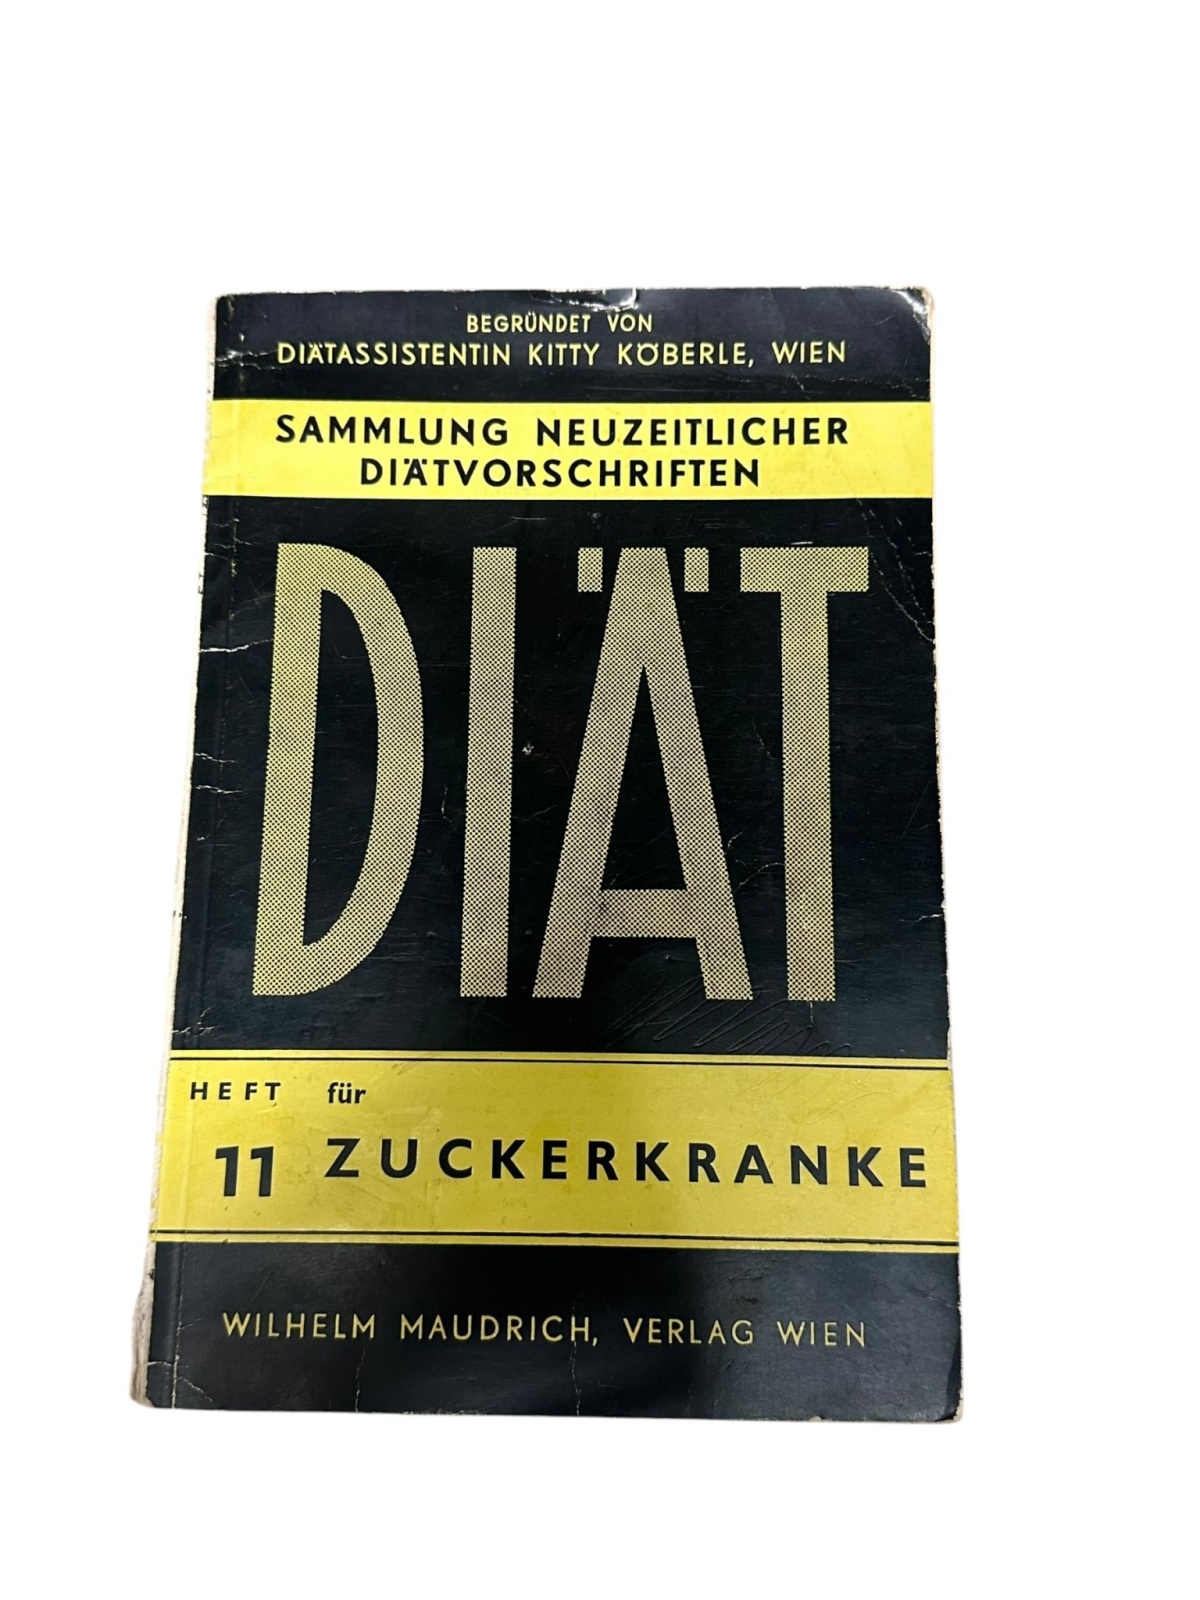 BEGRÜNDET VON
DIÄTASSISTENTIN KITTY KÖBERLE, WIEN
SAMMLUNG NEUZEITLICHER
DIÄTVORSCHRIFTEN
DIÄT
HEFT für
11 ZUCKERKRANKE
WILHELM MAUDRICH, VERLAG WIEN